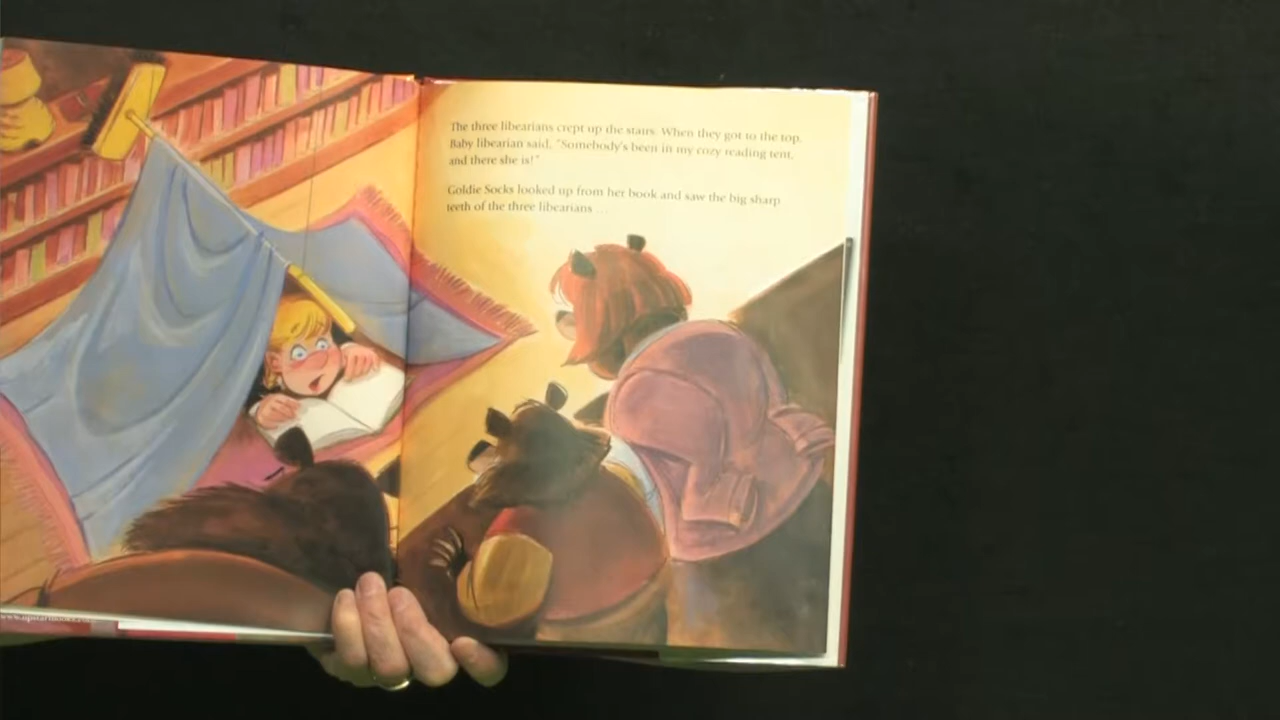 The three libearians crept up the stairs. When they got to the top,
Baby libearian said, "Somebody's been in my cozy reading tent,
and there she is!"
Goldie Socks looked up from her book and saw the big sharp
teeth of the three libearians ...